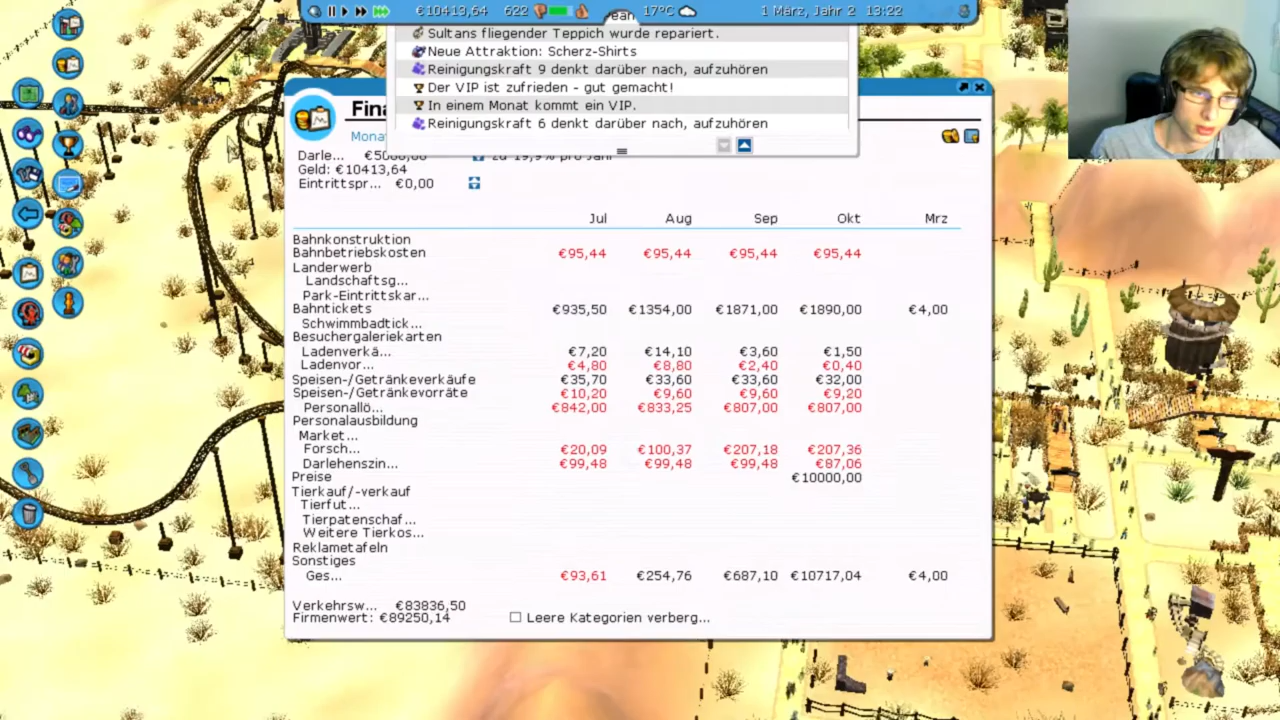 €10413,64 622 17°C 1 März, Jahr 2 13:22
Sultans fliegender Teppich wurde repariert.
Neue Attraktion: Scherz-Shirts
Reinigungskraft 9 denkt darüber nach, aufzuhören
Der VIP ist zufrieden - gut gemacht!
In einem Monat kommt ein VIP.
Reinigungskraft 6 denkt darüber nach, aufzuhören
Fina
Mona
Darle... €5000,00 zu 19,9% pro Jahr
Geld: €10413,64
Eintrittspr... €0,00
Jul Aug Sep Okt Mrz
Bahnkonstruktion
Bahnbetriebskosten €95,44 €95,44 €95,44 €95,44
Landerwerb
Landschaftsg...
Park-Eintrittskar...
Bahntickets €935,50 €1354,00 €1871,00 €1890,00 €4,00
Schwimmbadtick...
Besuchergaleriekarten
Ladenverkä... €7,20 €14,10 €3,60 €1,50
Ladenvor... €4,80 €8,80 €2,40 €0,40
Speisen-/Getränkeverkäufe €35,70 €33,60 €33,60 €32,00
Speisen-/Getränkevorräte €10,20 €9,60 €9,60 €9,20
Personallö... €842,00 €833,25 €807,00 €807,00
Personalausbildung
Market...
Forsch... €20,09 €100,37 €207,18 €207,36
Darlehenszin... €99,48 €99,48 €99,48 €87,06
Preise €10000,00
Tierkauf/-verkauf
Tierfut...
Tierpatenschaf...
Weitere Tierkos...
Reklametafeln
Sonstiges
Ges... €93,61 €254,76 €687,10 €10717,04 €4,00
Verkehrsw... €83836,50
Firmenwert: €89250,14
Leere Kategorien verberg...